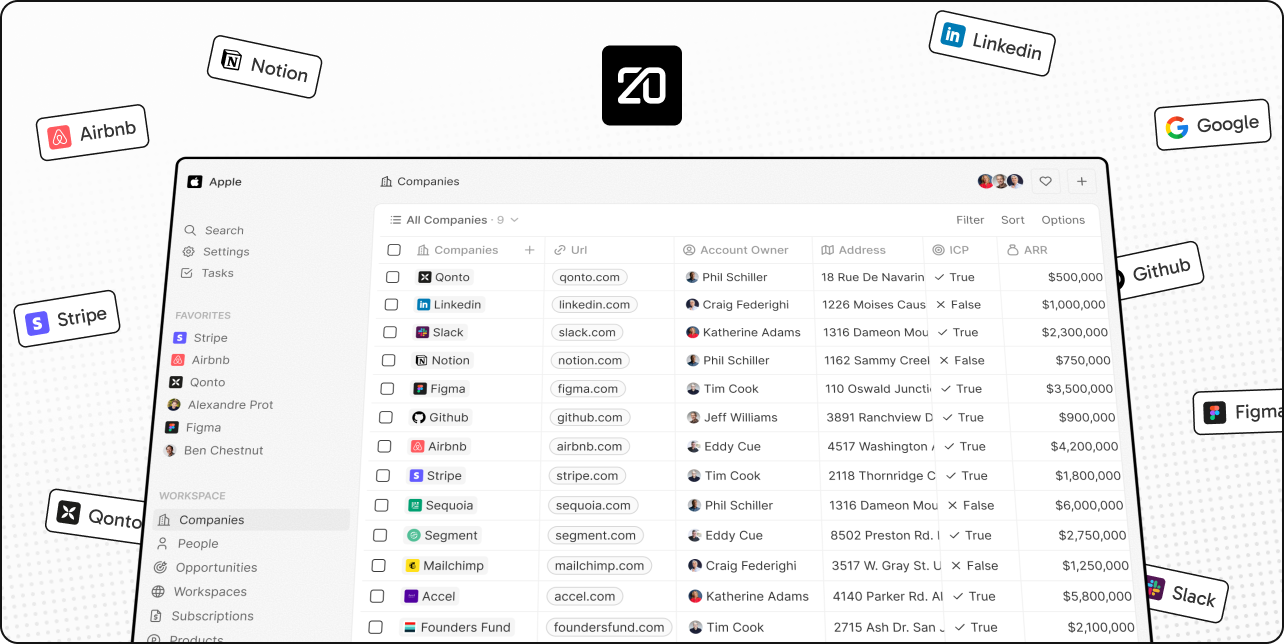 Notion
Linkedin
Airbnb
Google
Stripe
Github
Figma
Qonto
Slack
Apple
Search
Settings
Tasks
FAVORITES
Stripe
Airbnb
Qonto
Alexandre Prot
Figma
Ben Chestnut
WORKSPACE
Companies
People
Opportunities
Workspaces
Subscriptions
Products
Companies
All Companies · 9
Filter Sort Options
Companies Url Account Owner Address ICP ARR
Qonto qonto.com Phil Schiller 18 Rue De Navarin True $500,000
Linkedin linkedin.com Craig Federighi 1226 Moises Caus False $1,000,000
Slack slack.com Katherine Adams 1316 Dameon Mou True $2,300,000
Notion notion.com Phil Schiller 1162 Sammy Creek False $750,000
Figma figma.com Tim Cook 110 Oswald Juncti True $3,500,000
Github github.com Jeff Williams 3891 Ranchview D True $900,000
Airbnb airbnb.com Eddy Cue 4517 Washington A True $4,200,000
Stripe stripe.com Tim Cook 2118 Thornridge C True $1,800,000
Sequoia sequoia.com Phil Schiller 1316 Dameon Mou False $6,000,000
Segment segment.com Eddy Cue 8502 Preston Rd. True $2,750,000
Mailchimp mailchimp.com Craig Federighi 3517 W. Gray St. U False $1,250,000
Accel accel.com Katherine Adams 4140 Parker Rd. Al True $5,800,000
Founders Fund foundersfund.com Tim Cook 2715 Ash Dr. San J True $2,100,000